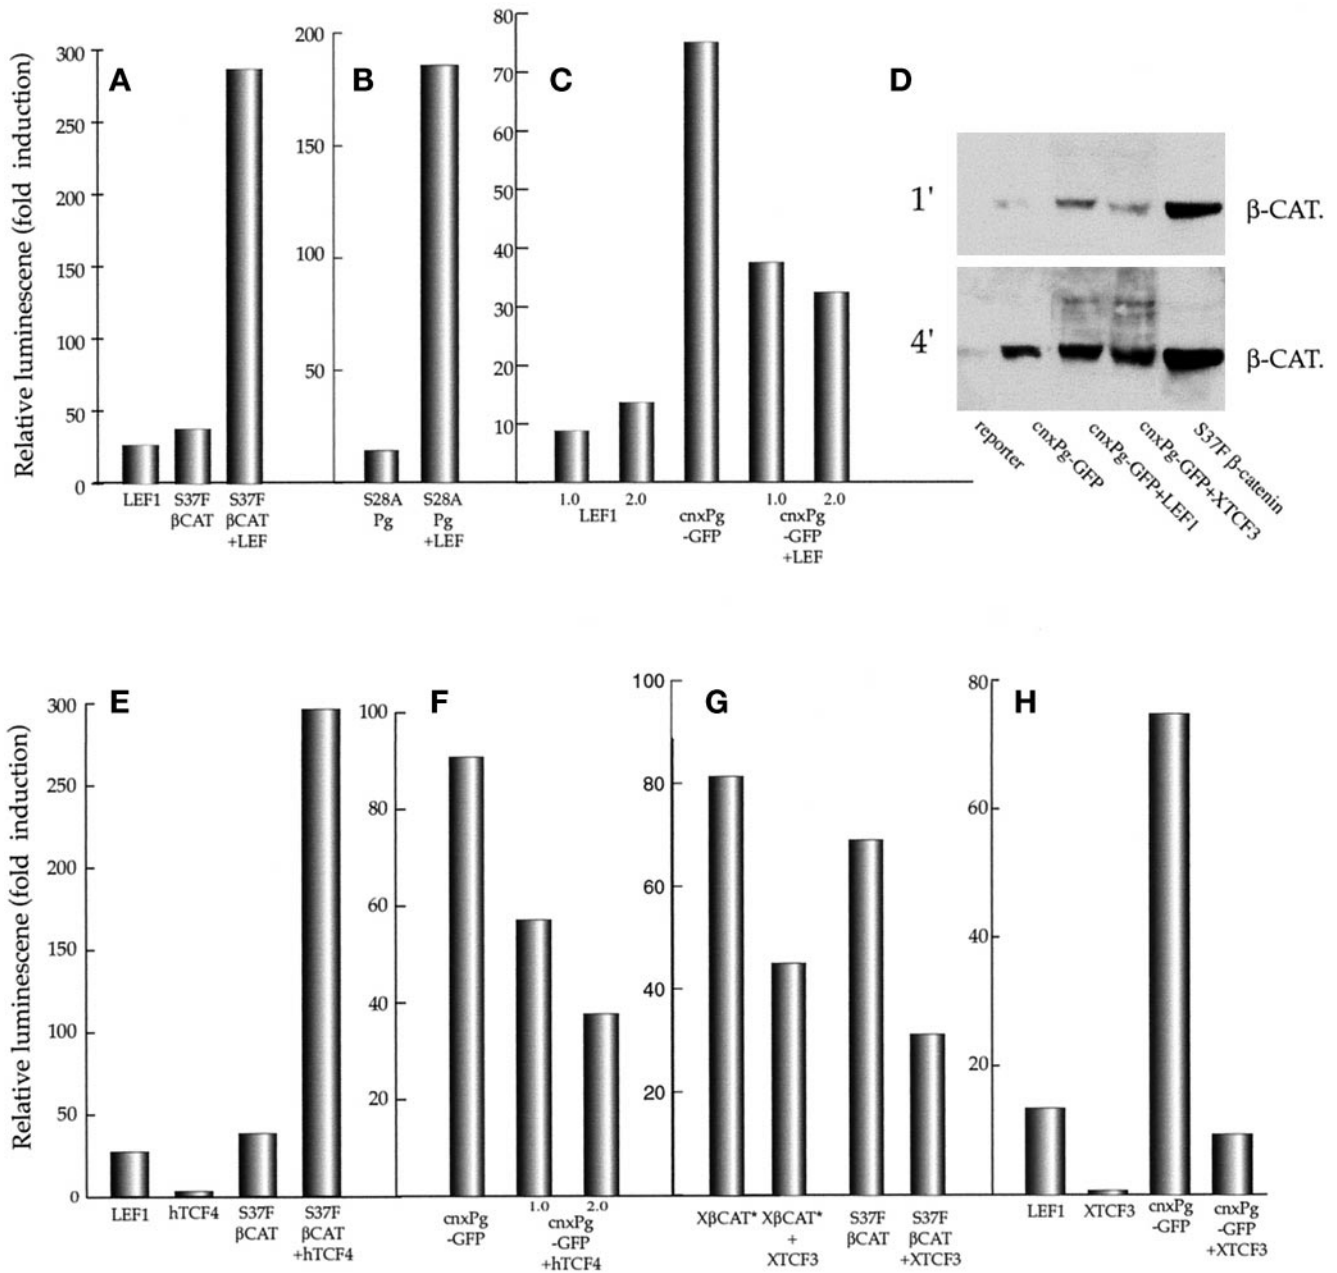 A
B
C
D
Relative luminescene (fold induction)
300
250
200
150
100
50
0
LEF1
S37F
βCAT
S37F
βCAT
+LEF
200
150
100
50
S28A
Pg
S28A
Pg
+LEF
80
70
60
50
40
30
20
10
1.0 2.0
LEF1
cnxPg
-GFP
1.0 2.0
cnxPg
-GFP
+LEF
1'
β-CAT.
4'
β-CAT.
reporter
cnxPg-GFP
cnxPg-GFP+LEF1
cnxPg-GFP+XTCF3
S37F β-catenin
E
F
G
H
Relative luminescene (fold induction)
300
250
200
150
100
50
0
LEF1
hTCF4
S37F
βCAT
S37F
βCAT
+hTCF4
100
80
60
40
20
cnxPg
-GFP
1.0 2.0
cnxPg
-GFP
+hTCF4
100
80
60
40
20
XβCAT*
XβCAT*
+
XTCF3
S37F
βCAT
S37F
βCAT
+XTCF3
80
60
40
20
LEF1
XTCF3
cnxPg
-GFP
cnxPg
-GFP
+XTCF3